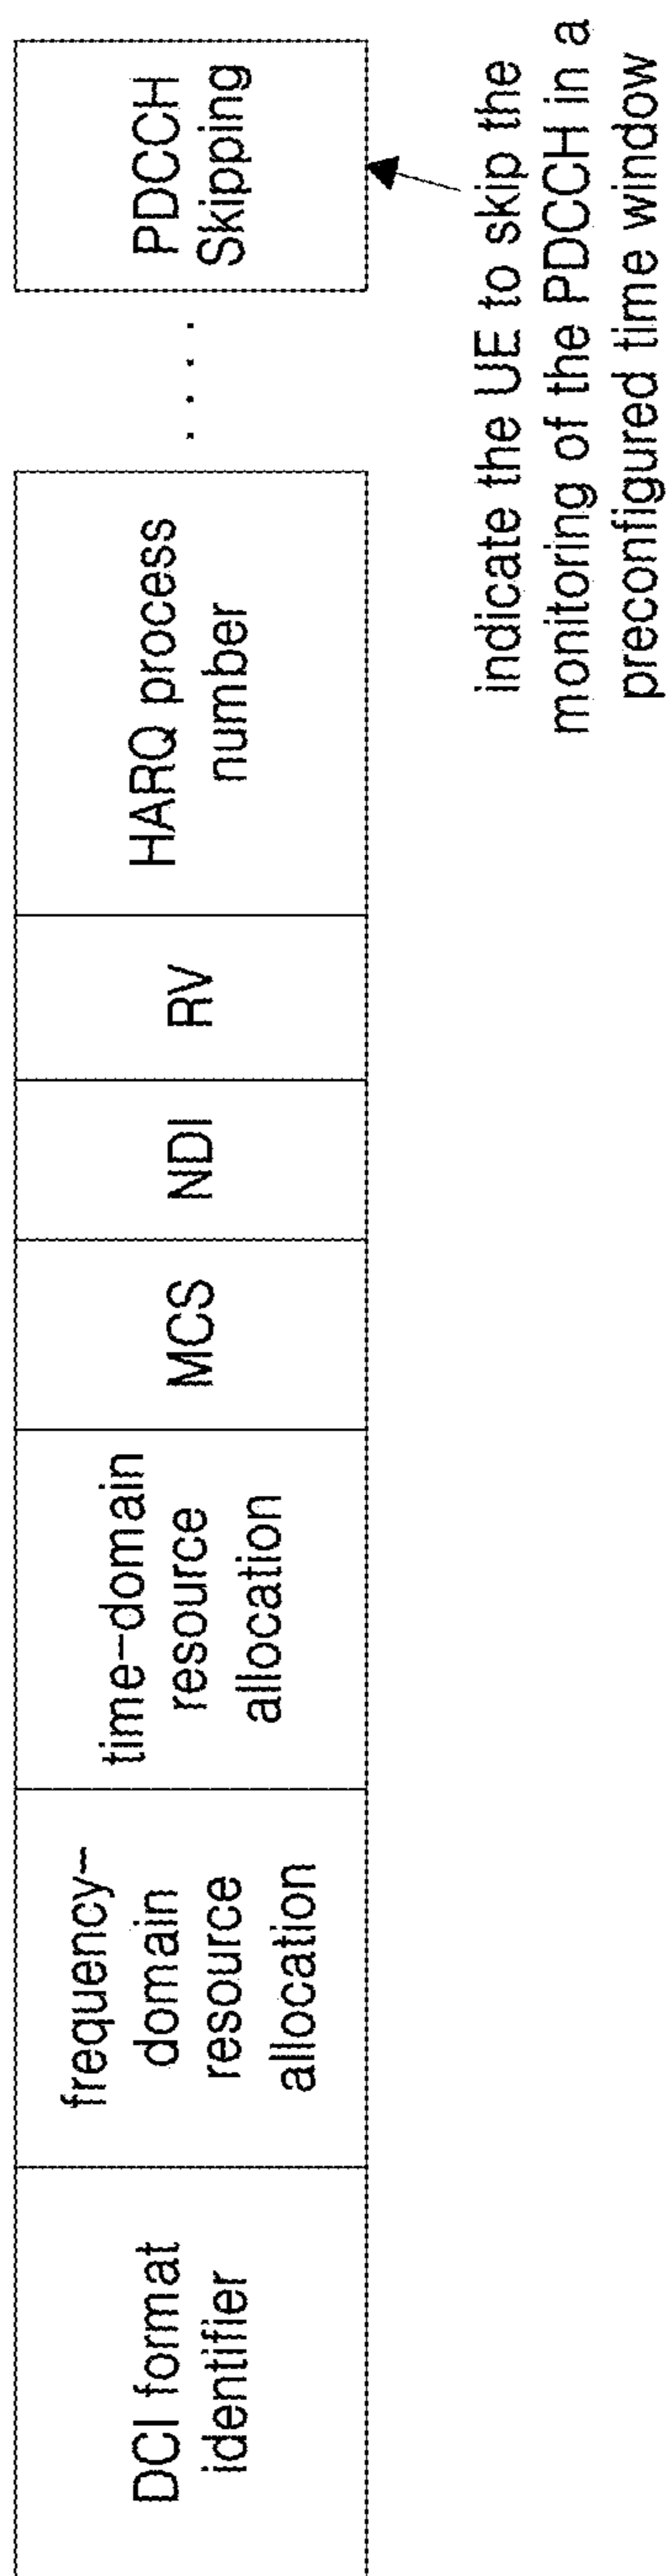 DCI format
identifier
frequency-
domain
resource
allocation
time-domain
resource
allocation
MCS
NDI
RV
HARQ process
number
. . . .
PDCCH
Skipping
indicate the UE to skip the
monitoring of the PDCCH in a
preconfigured time window